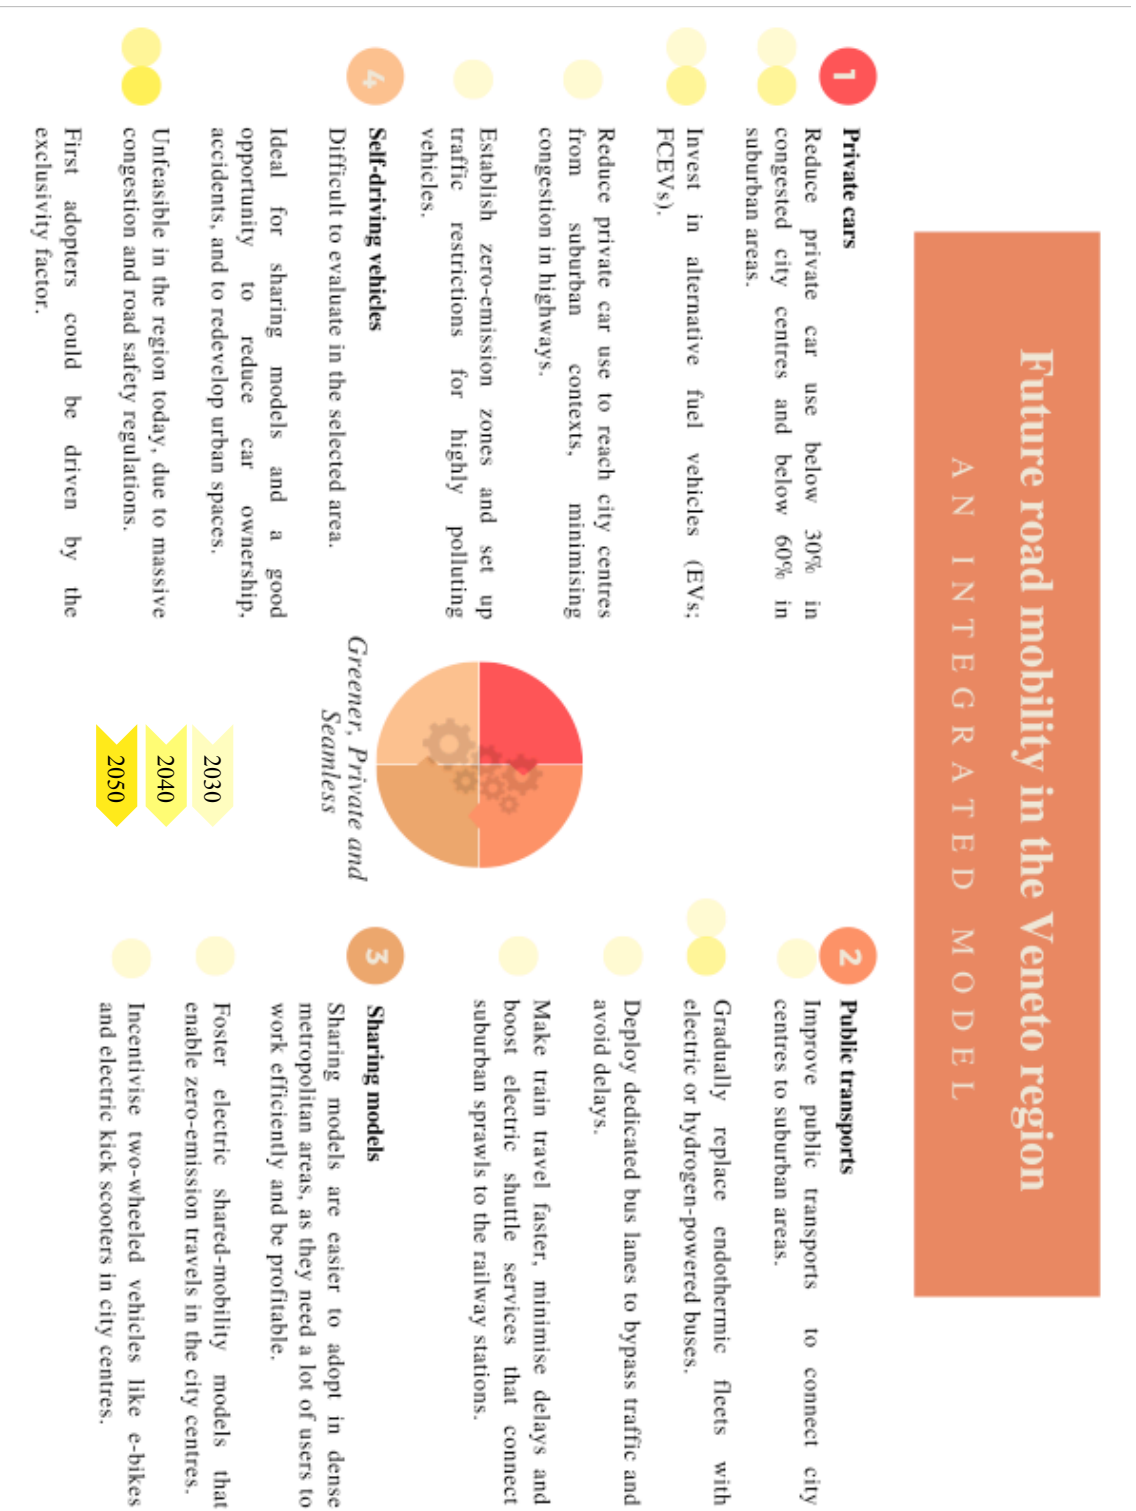 Future road mobility in the Veneto region
AN INTEGRATED MODEL
1
Private cars
Reduce private car use below 30% in
congested city centres and below 60% in
suburban areas.
Invest in alternative fuel vehicles (EVs;
FCEVs).
Reduce private car use to reach city centres
from suburban contexts, minimising
congestion in highways.
Establish zero-emission zones and set up
traffic restrictions for highly polluting
vehicles.
2
Public transports
Improve public transports to connect city
centres to suburban areas.
Gradually replace endothermic fleets with
electric or hydrogen-powered buses.
Deploy dedicated bus lanes to bypass traffic and
avoid delays.
Make train travel faster, minimise delays and
boost electric shuttle services that connect
suburban sprawls to the railway stations.
Greener, Private and
Seamless
4
Self-driving vehicles
Difficult to evaluate in the selected area.
Ideal for sharing models and a good
opportunity to reduce car ownership,
accidents, and to redevelop urban spaces.
Unfeasible in the region today, due to massive
congestion and road safety regulations.
First adopters could be driven by the
exclusivity factor.
2030
2040
2050
3
Sharing models
Sharing models are easier to adopt in dense
metropolitan areas, as they need a lot of users to
work efficiently and be profitable.
Foster electric shared-mobility models that
enable zero-emission travels in the city centres.
Incentivise two-wheeled vehicles like e-bikes
and electric kick scooters in city centres.